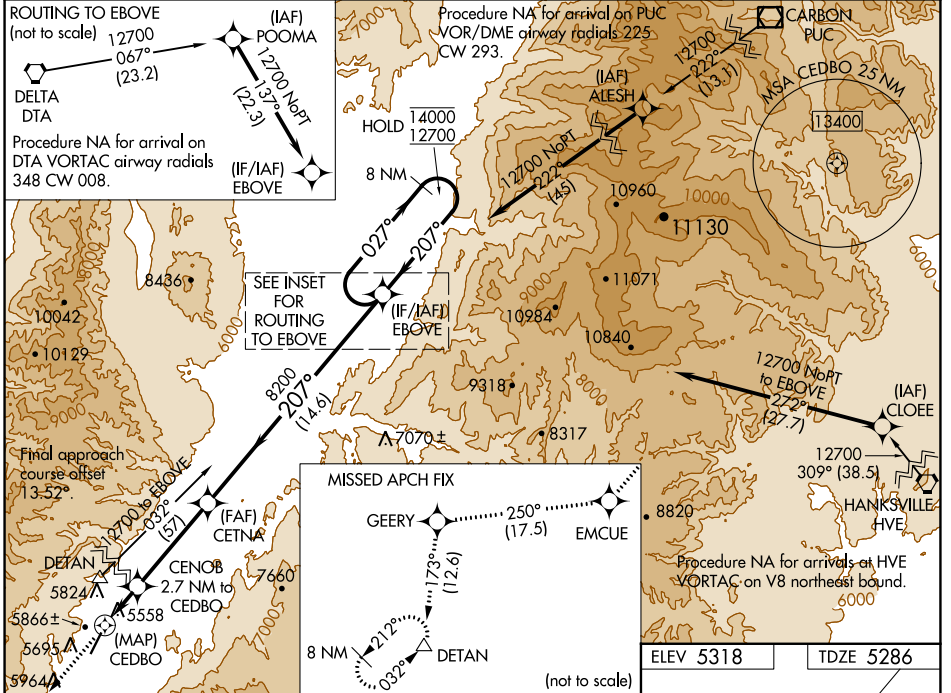 ROUTING TO EBOVE
(not to scale)
12700
067°
(23.2)
(IAF)
POOMA
12700 NoPT
137°
(22.3)
DELTA
DTA
Procedure NA for arrival on
DTA VORTAC airway radials
348 CW 008.
(IF/IAF)
EBOVE
Procedure NA for arrival on PUC
VOR/DME airway radials 225
CW 293.
CARBON
PUC
12700
222°
(13.1)
(IAF)
ALESH
12700 NoPT
222°
(45)
MSA CEDBO 25 NM
13400
HOLD
14000
12700
8 NM
027°
207°
10960
10000
11130
11071
10984
10840
8436
6000
8000
10042
10129
10000
SEE INSET
FOR
ROUTING
TO EBOVE
(IF/IAF)
EBOVE
9318
8000
8317
7070±
8200
207°
(14.6)
12700 NoPT
to EBOVE
272°
(27.7)
(IAF)
CLOEE
12700
309° (38.5)
HANKSVILLE
HVE
8820
Procedure NA for arrivals at HVE
VORTAC on V8 northeast bound.
6000
Final approach
course offset
13.52°.
12700 to EBOVE
032°
(57)
(FAF)
CETNA
DETAN
5824
CENOB
2.7 NM to
CEDBO
7660
5558
5866±
5695
(MAP)
CEDBO
5964
7000
MISSED APCH FIX
GEERY
250°
(17.5)
EMCUE
173°
(12.6)
212°
8 NM
032°
DETAN
(not to scale)
ELEV 5318
TDZE 5286